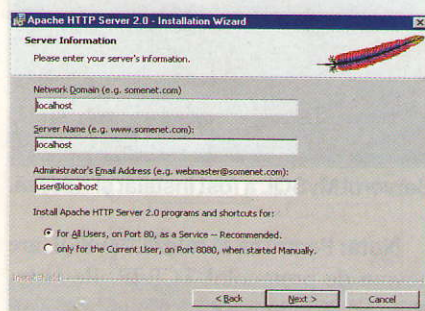 Apache HTTP Server 2.0 - Installation Wizard
Server Information
Please enter your server's information.
Network Domain (e.g. somenet.com)
localhost
Server Name (e.g. www.somenet.com):
localhost
Administrator's Email Address (e.g. webmaster@somenet.com):
user@localhost
Install Apache HTTP Server 2.0 programs and shortcuts for:
for All Users, on Port 80, as a Service -- Recommended.
only for the Current User, on Port 8080, when started Manually.
InstallShield
< Back Next > Cancel